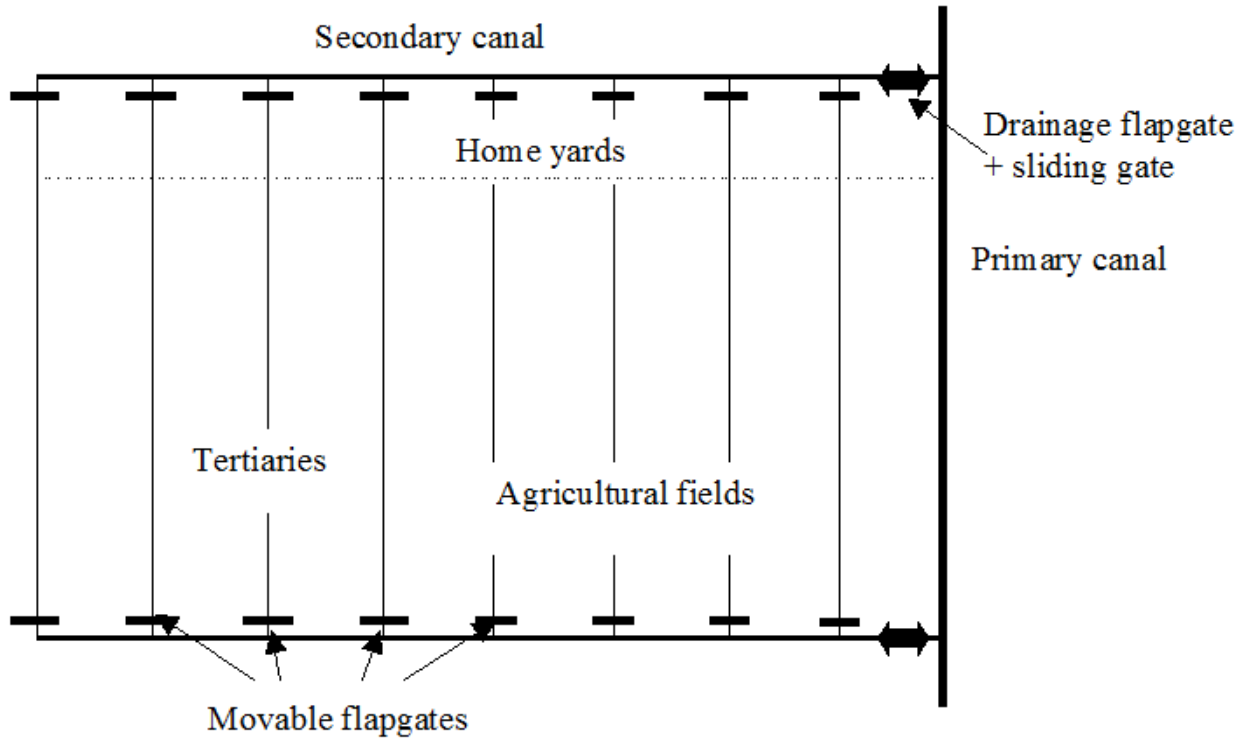 Secondary canal
Drainage flapgate
+ sliding gate
Home yards
Primary canal
Tertiaries
Agricultural fields
Movable flapgates